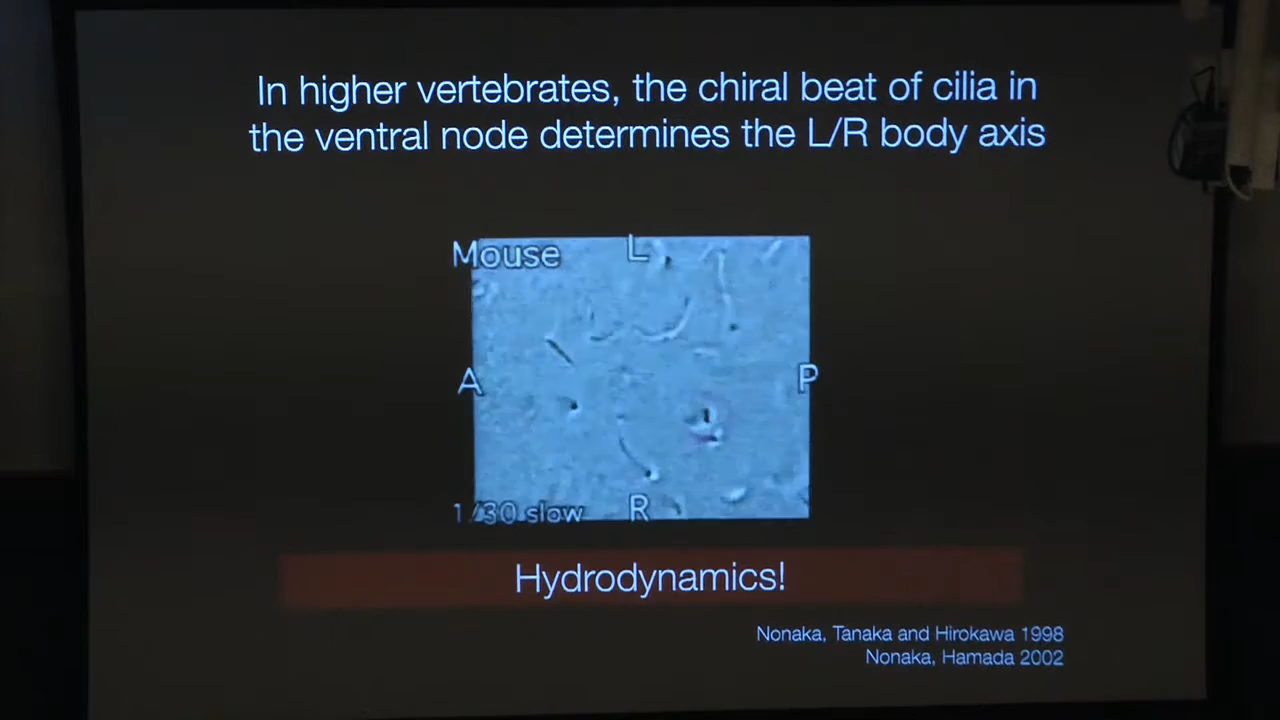 In higher vertebrates, the chiral beat of cilia in
the ventral node determines the L/R body axis
Mouse
L
A
P
1/30 slow
R
Hydrodynamics!
Nonaka, Tanaka and Hirokawa 1998
Nonaka, Hamada 2002